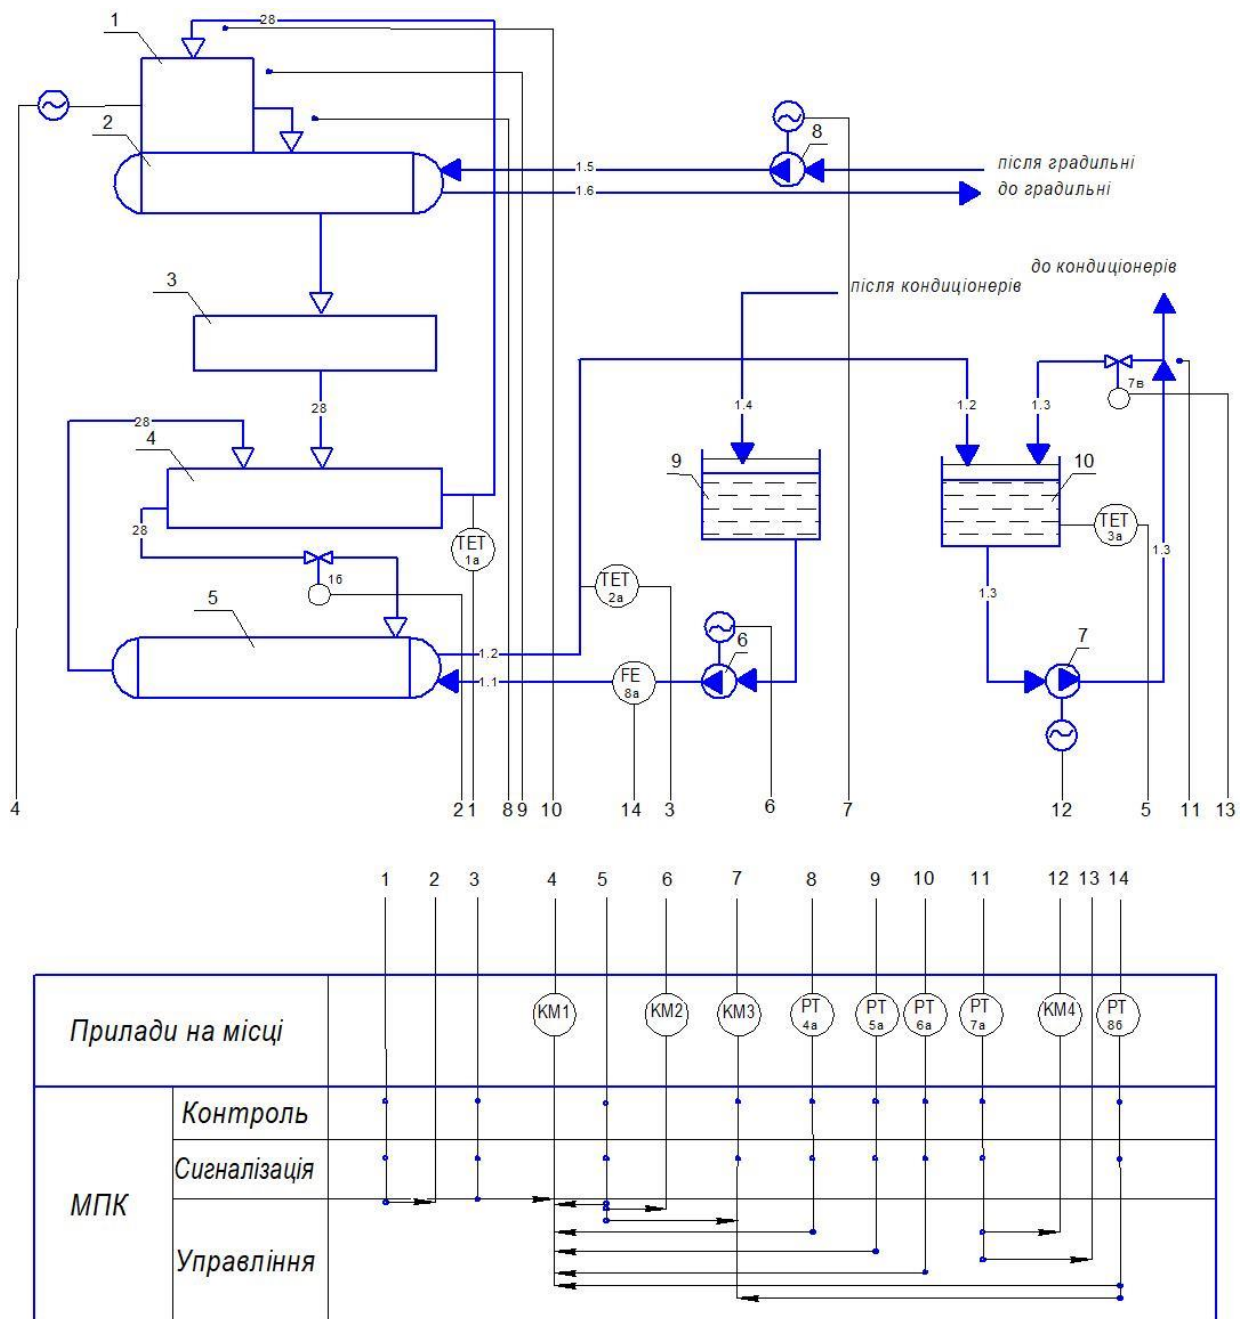 28
1
2
8
1.5
після градильні
1.6
до градильні
до кондиціонерів
3
після кондиціонерів
7в
28
1.4
1.2
1.3
28
4
9
10
28
TET
1а
TET
3а
1.3
16
TET
2а
1.3
5
6
7
1.2
1.1
FE
8а
4
2
1
8
9
10
14
3
6
7
12
5
11
13
1
2
3
4
5
6
7
8
9
10
11
12
13
14
Прилади на місці
KM1
KM2
KM3
PT
4а
PT
5а
PT
6а
PT
7а
KM4
PT
8б
МПК
Контроль
Сигналізація
Управління